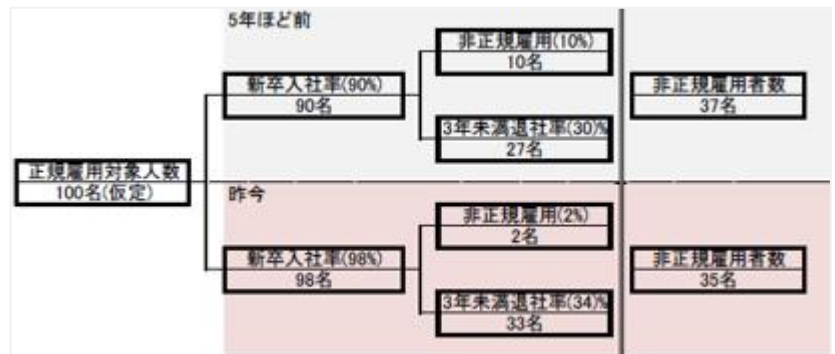 5年ほど前
非正規雇用(10%)
10名
新卒入社率(90%)
90名
非正規雇用者数
37名
3年未満退社率(30)%
27名
正規雇用対象人数
100名(仮定)
昨今
非正規雇用(2%)
2名
新卒入社率(98%)
98名
非正規雇用者数
35名
3年未満退社率(34)%
33名